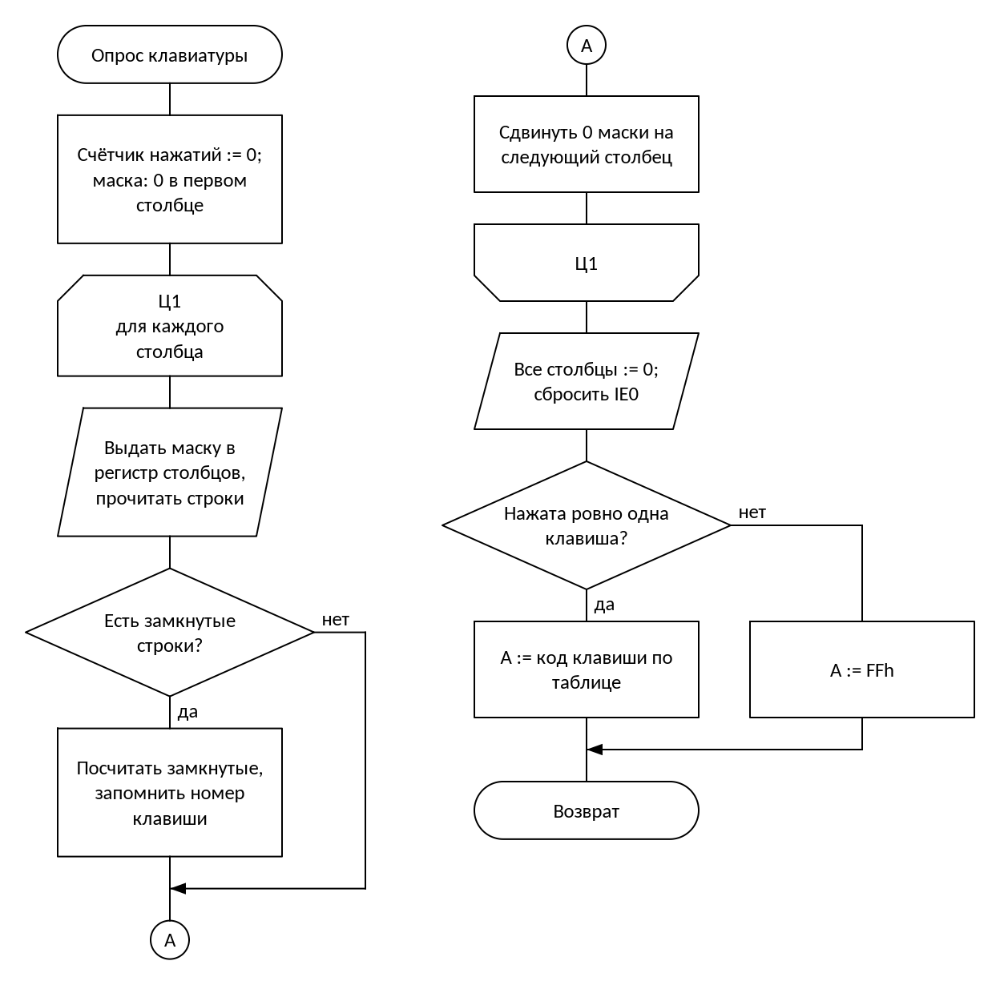 Опрос клавиатуры
Счётчик нажатий := 0;
маска: 0 в первом
столбце
Ц1
для каждого
столбца
Выдать маску в
регистр столбцов,
прочитать строки
Есть замкнутые
строки?
нет
да
Посчитать замкнутые,
запомнить номер
клавиши
А
А
Сдвинуть 0 маски на
следующий столбец
Ц1
Все столбцы := 0;
сбросить IE0
Нажата ровно одна
клавиша?
нет
да
A := код клавиши по
таблице
A := FFh
Возврат